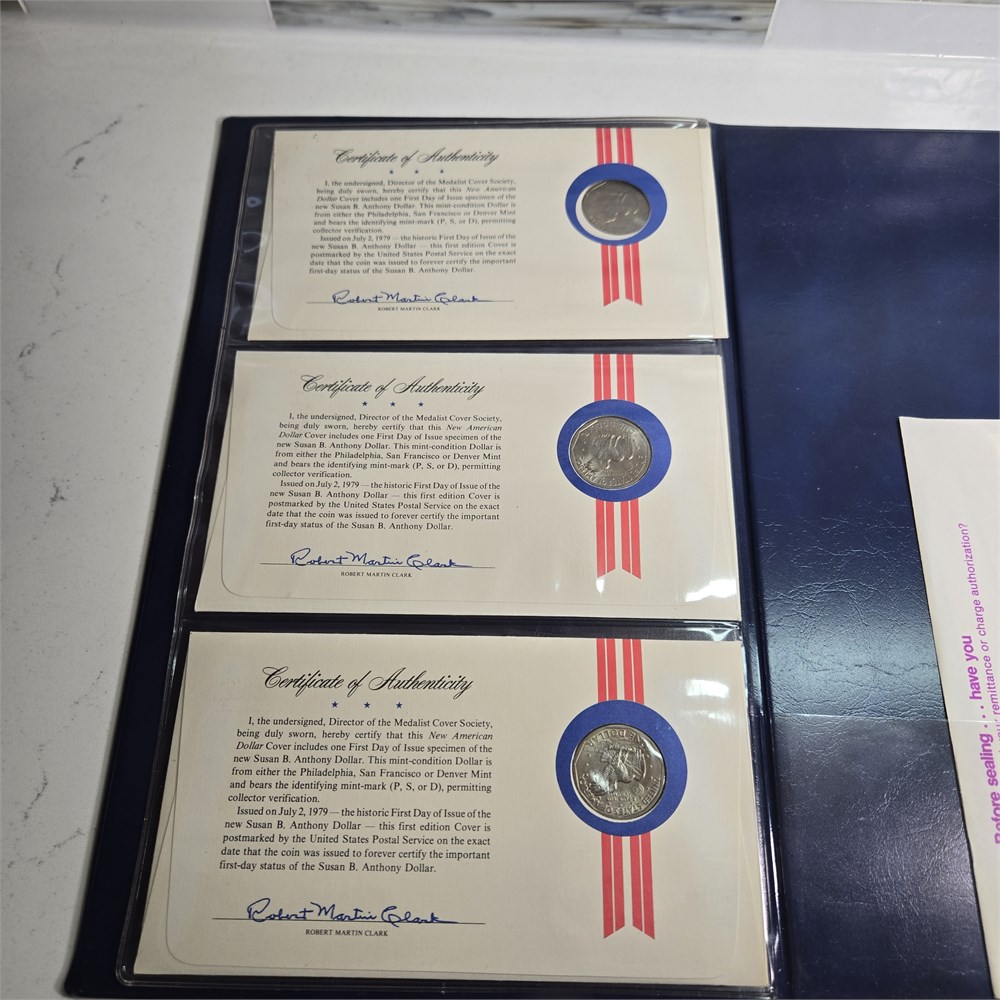 Certificate of Authenticity
I, the undersigned, Director of the Medalist Cover Society,
being duly sworn, hereby certify that this New American
Dollar Cover includes one First Day of Issue specimen of the
new Susan B. Anthony Dollar. This mint-condition Dollar is
from either the Philadelphia, San Francisco or Denver Mint
and bears the identifying mint-mark (P, S, or D), permitting
collector verification.
Issued on July 2, 1979 — the historic First Day of Issue of the
new Susan B. Anthony Dollar — this first edition Cover is
postmarked by the United States Postal Service on the exact
date that the coin was issued to forever certify the important
first-day status of the Susan B. Anthony Dollar.
Robert Martin Clark
ROBERT MARTIN CLARK
Certificate of Authenticity
I, the undersigned, Director of the Medalist Cover Society,
being duly sworn, hereby certify that this New American
Dollar Cover includes one First Day of Issue specimen of the
new Susan B. Anthony Dollar. This mint-condition Dollar is
from either the Philadelphia, San Francisco or Denver Mint
and bears the identifying mint-mark (P, S, or D), permitting
collector verification.
Issued on July 2, 1979 — the historic First Day of Issue of the
new Susan B. Anthony Dollar — this first edition Cover is
postmarked by the United States Postal Service on the exact
date that the coin was issued to forever certify the important
first-day status of the Susan B. Anthony Dollar.
Robert Martin Clark
ROBERT MARTIN CLARK
Certificate of Authenticity
I, the undersigned, Director of the Medalist Cover Society,
being duly sworn, hereby certify that this New American
Dollar Cover includes one First Day of Issue specimen of the
new Susan B. Anthony Dollar. This mint-condition Dollar is
from either the Philadelphia, San Francisco or Denver Mint
and bears the identifying mint-mark (P, S, or D), permitting
collector verification.
Issued on July 2, 1979 — the historic First Day of Issue of the
new Susan B. Anthony Dollar — this first edition Cover is
postmarked by the United States Postal Service on the exact
date that the coin was issued to forever certify the important
first-day status of the Susan B. Anthony Dollar.
Robert Martin Clark
ROBERT MARTIN CLARK
before sealing . . . have you
your remittance or charge authorization?